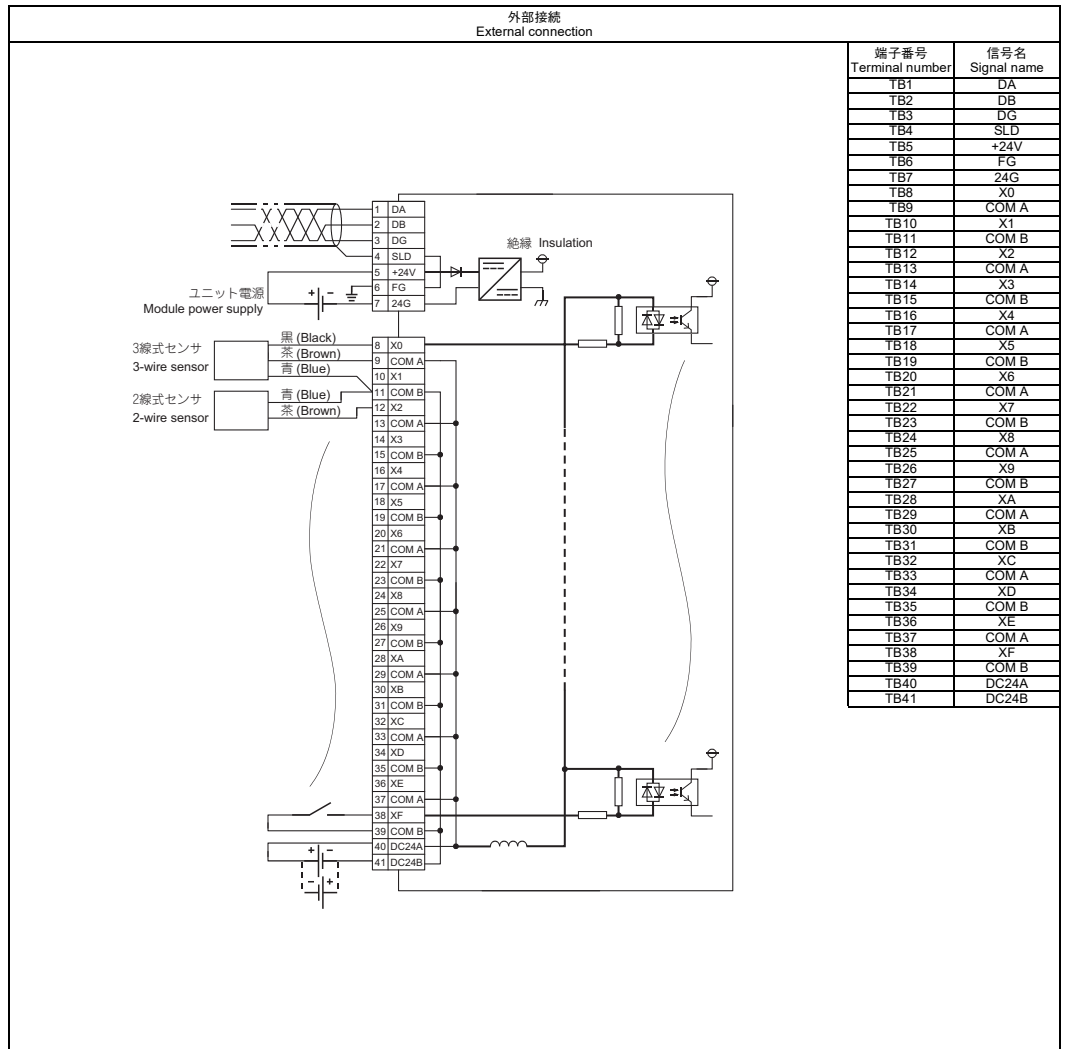 外部接続
External connection
端子番号 信号名
Terminal number Signal name
TB1 DA
TB2 DB
TB3 DG
TB4 SLD
TB5 +24V
TB6 FG
TB7 24G
TB8 X0
TB9 COM A
TB10 X1
TB11 COM B
TB12 X2
TB13 COM A
TB14 X3
TB15 COM B
TB16 X4
TB17 COM A
TB18 X5
TB19 COM B
TB20 X6
TB21 COM A
TB22 X7
TB23 COM B
TB24 X8
TB25 COM A
TB26 X9
TB27 COM B
TB28 XA
TB29 COM A
TB30 XB
TB31 COM B
TB32 XC
TB33 COM A
TB34 XD
TB35 COM B
TB36 XE
TB37 COM A
TB38 XF
TB39 COM B
TB40 DC24A
TB41 DC24B
1 DA
2 DB
3 DG
4 SLD
5 +24V
6 FG
7 24G
絶縁 Insulation
ユニット電源
Module power supply
+ -
3線式センサ
3-wire sensor
黒 (Black)
茶 (Brown)
青 (Blue)
2線式センサ
2-wire sensor
青 (Blue)
茶 (Brown)
8 X0
9 COM A
10 X1
11 COM B
12 X2
13 COM A
14 X3
15 COM B
16 X4
17 COM A
18 X5
19 COM B
20 X6
21 COM A
22 X7
23 COM B
24 X8
25 COM A
26 X9
27 COM B
28 XA
29 COM A
30 XB
31 COM B
32 XC
33 COM A
34 XD
35 COM B
36 XE
37 COM A
38 XF
39 COM B
40 DC24A
41 DC24B
+ -
- +